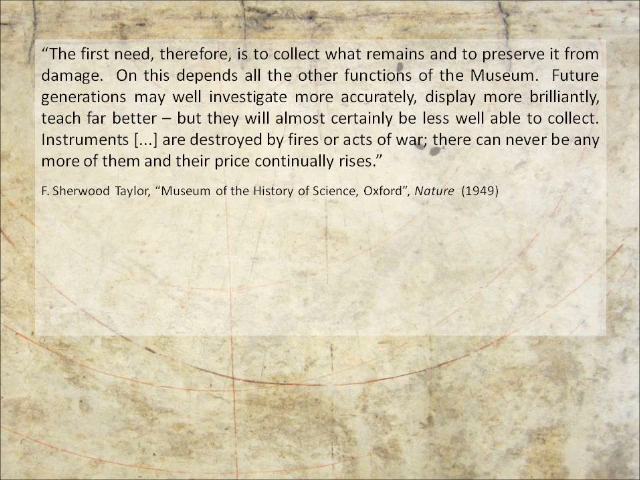 “The first need, therefore, is to collect what remains and to preserve it from
damage.  On this depends all the other functions of the Museum.  Future
generations may well investigate more accurately, display more brilliantly,
teach far better – but they will almost certainly be less well able to collect.
Instruments [...] are destroyed by fires or acts of war; there can never be any
more of them and their price continually rises.”
F. Sherwood Taylor, “Museum of the History of Science, Oxford”, Nature (1949)